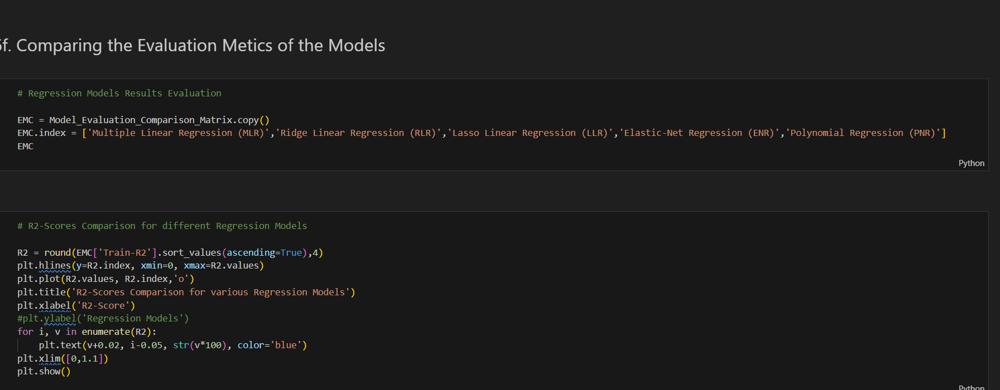 5f. Comparing the Evaluation Metics of the Models
# Regression Models Results Evaluation
EMC = Model_Evaluation_Comparison_Matrix.copy()
EMC.index = ['Multiple Linear Regression (MLR)','Ridge Linear Regression (RLR)','Lasso Linear Regression (LLR)','Elastic-Net Regression (ENR)','Polynomial Regression (PNR)']
EMC
Python
# R2-Scores Comparison for different Regression Models
R2 = round(EMC['Train-R2'].sort_values(ascending=True),4)
plt.hlines(y=R2.index, xmin=0, xmax=R2.values)
plt.plot(R2.values, R2.index,'o')
plt.title('R2-Scores Comparison for various Regression Models')
plt.xlabel('R2-Score')
#plt.ylabel('Regression Models')
for i, v in enumerate(R2):
    plt.text(v+0.02, i-0.05, str(v*100), color='blue')
plt.xlim([0,1.1])
plt.show()
Python